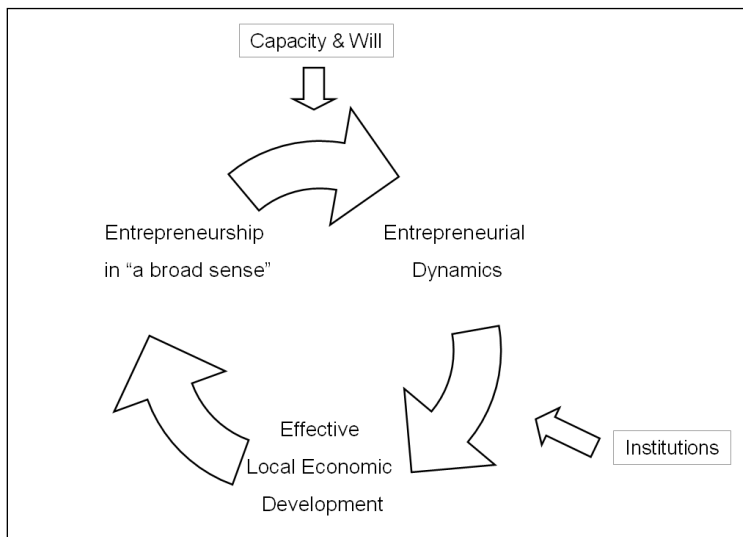 Capacity & Will
Entrepreneurship
in “a broad sense”
Entrepreneurial
Dynamics
Effective
Local Economic
Development
Institutions